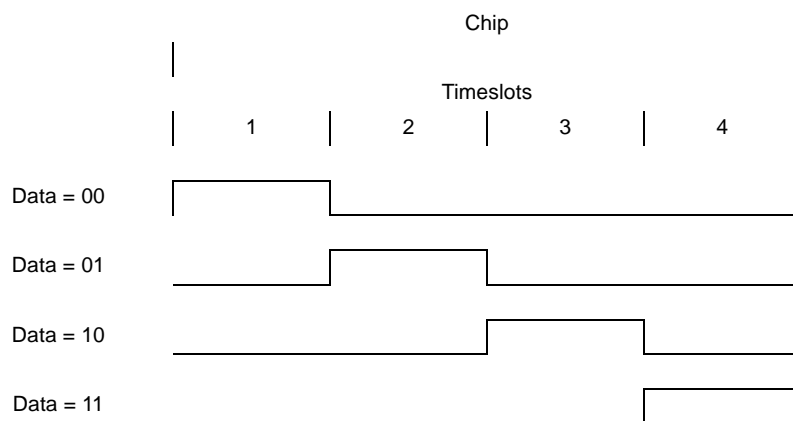 Chip
Timeslots
1 2 3 4
Data = 00
Data = 01
Data = 10
Data = 11